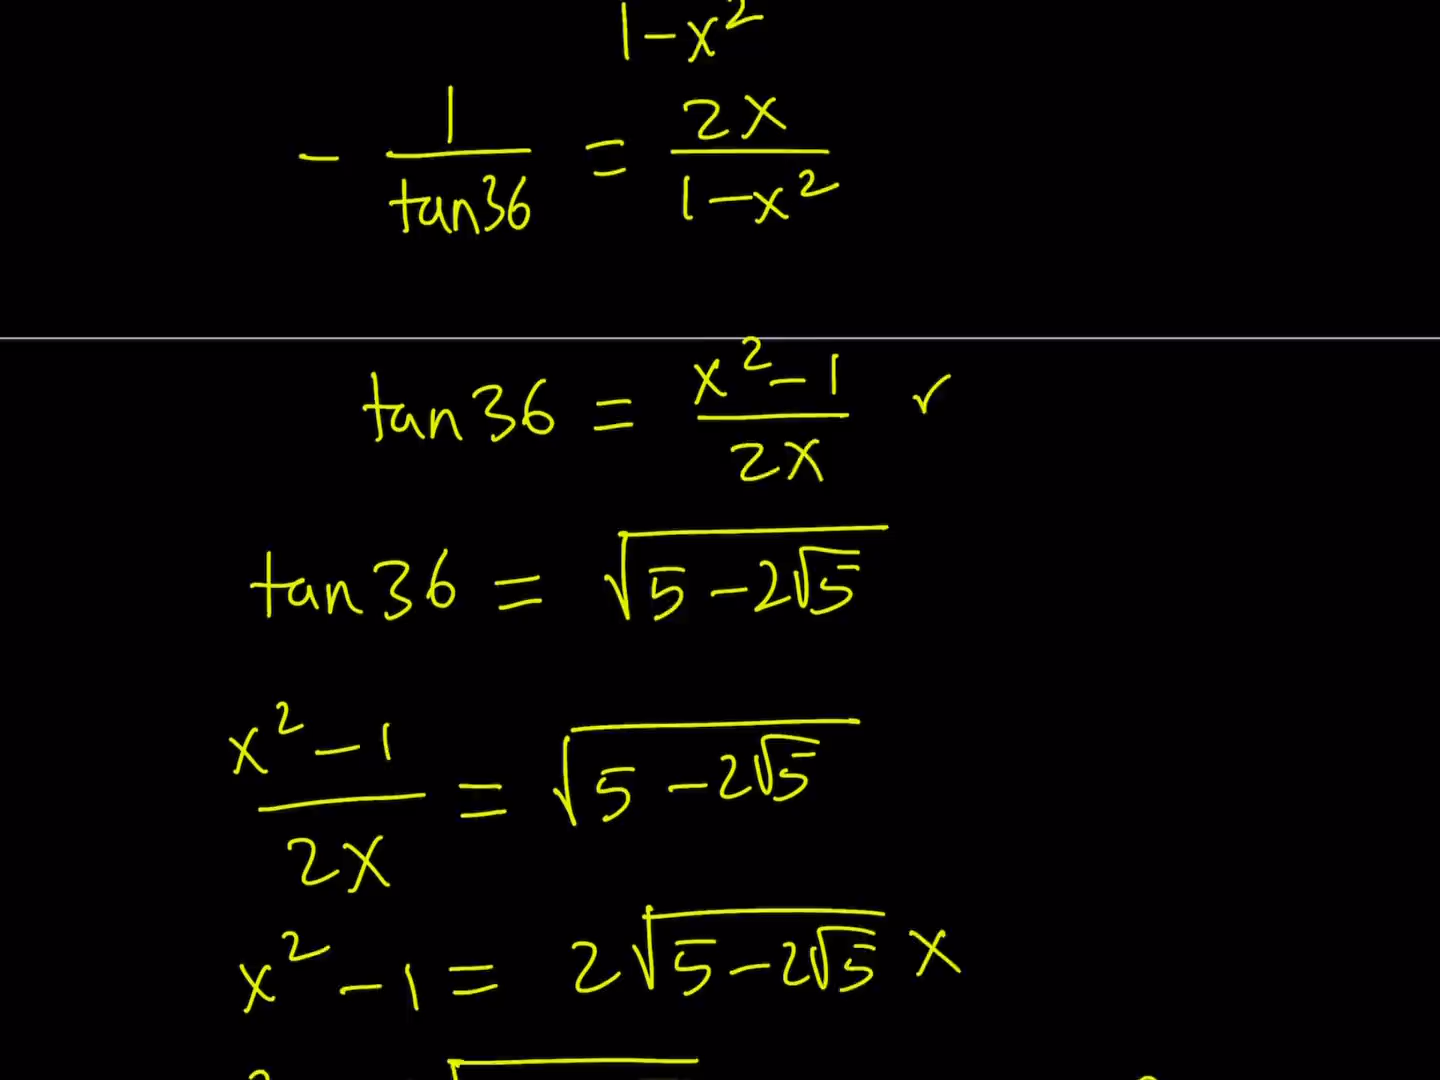 1-x²
- 1/tan36 = 2x/(1-x²)
tan36 = (x²-1)/2x ✓
tan36 = √(5-2√5)
(x²-1)/2x = √(5-2√5)
x²-1 = 2√(5-2√5) x